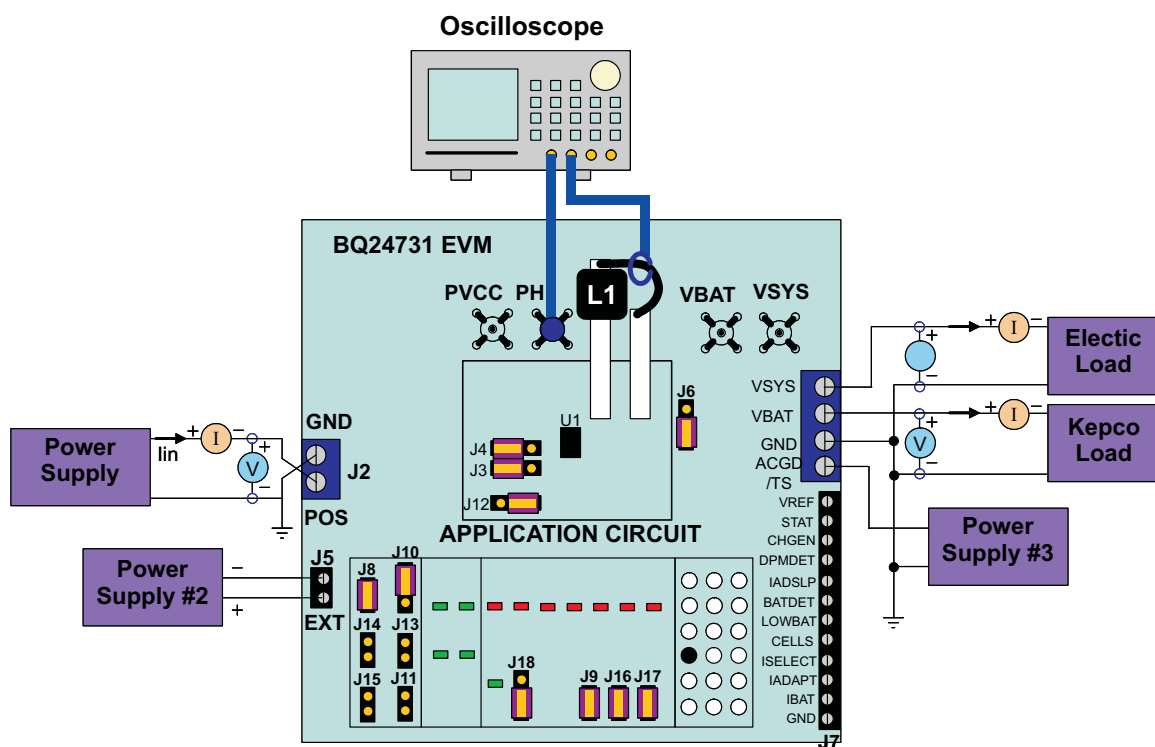 Oscilloscope
BQ24731 EVM
PVCC
PH
L1
VBAT
VSYS
Power
Supply
Iin
+
I
−
+
V
−
GND
J2
POS
Power
Supply #2
−
+
J5
EXT
J6
U1
J4
J3
J12
APPLICATION CIRCUIT
J8
J10
J14
J13
J15
J11
J18
J9
J16
J17
VSYS
VBAT
GND
ACGD
/TS
VREF
STAT
CHGEN
DPMDET
IADSLP
BATDET
LOWBAT
CELLS
ISELECT
IADAPT
IBAT
GND
J7
+
−
+
I
−
Electic
Load
+
V
−
+
I
−
Kepco
Load
Power
Supply #3